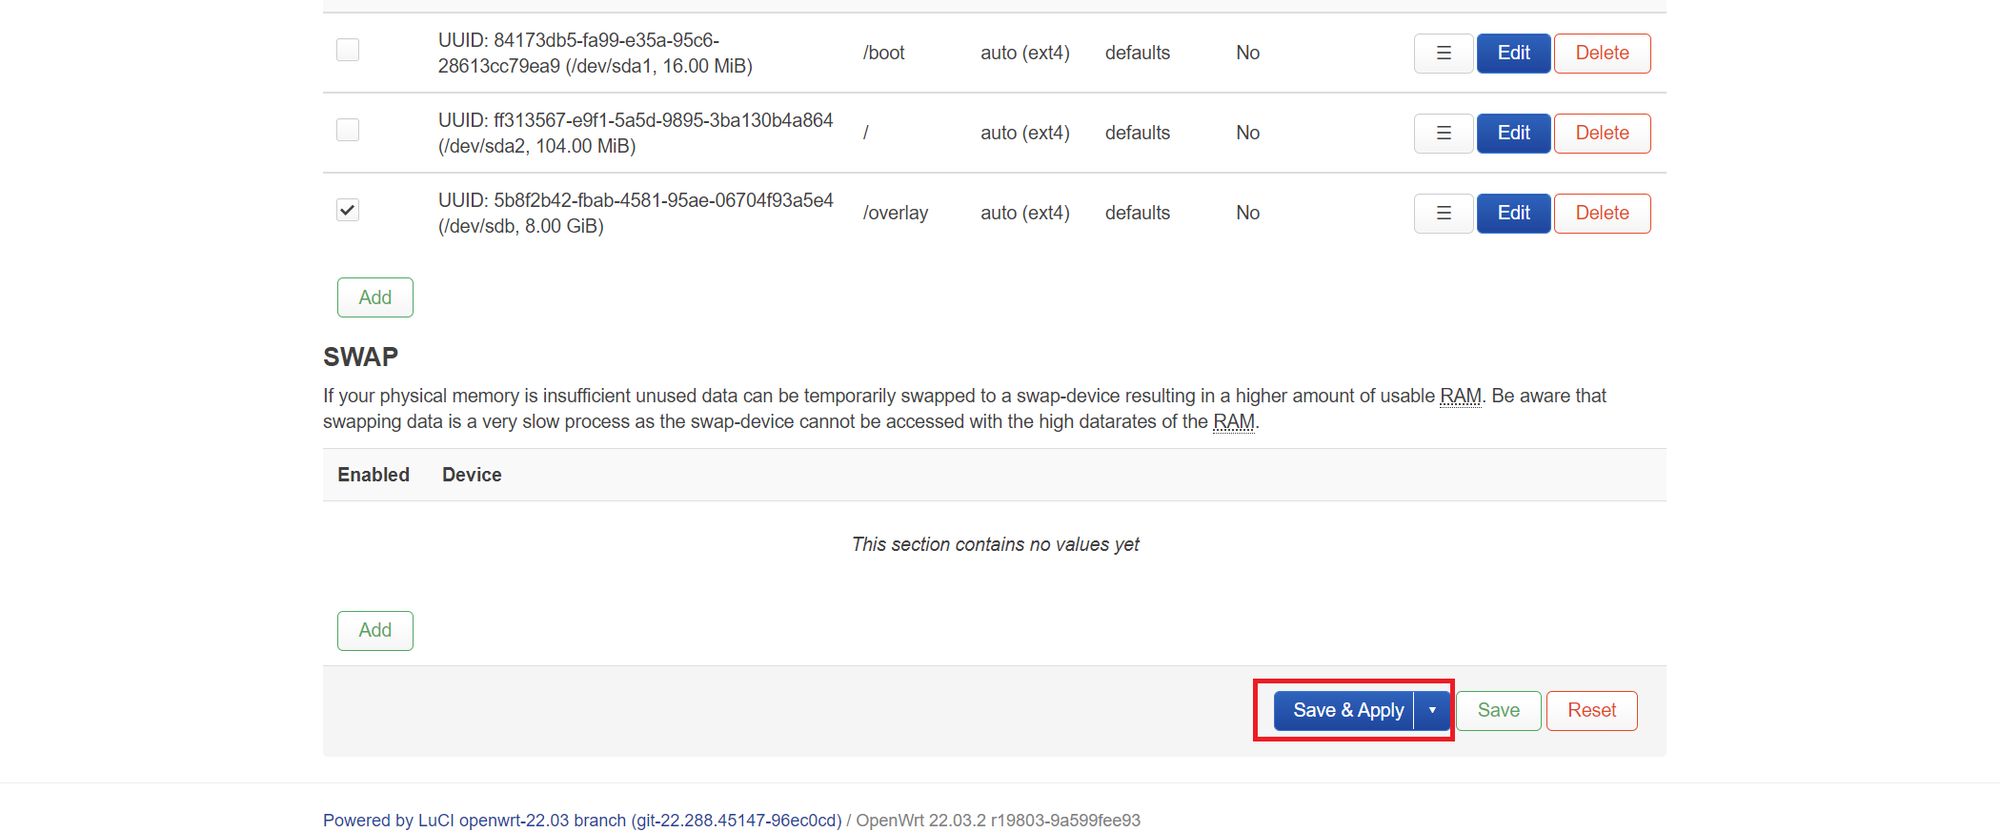 UUID: 84173db5-fa99-e35a-95c6-
28613cc79ea9 (/dev/sda1, 16.00 MiB)
/boot
auto (ext4)
defaults
No
☰
Edit
Delete
UUID: ff313567-e9f1-5a5d-9895-3ba130b4a864
(/dev/sda2, 104.00 MiB)
/
auto (ext4)
defaults
No
☰
Edit
Delete
UUID: 5b8f2b42-fbab-4581-95ae-06704f93a5e4
(/dev/sdb, 8.00 GiB)
/overlay
auto (ext4)
defaults
No
☰
Edit
Delete
Add
SWAP
If your physical memory is insufficient unused data can be temporarily swapped to a swap-device resulting in a higher amount of usable RAM. Be aware that
swapping data is a very slow process as the swap-device cannot be accessed with the high datarates of the RAM.
Enabled Device
This section contains no values yet
Add
Save & Apply
Save
Reset
Powered by LuCI openwrt-22.03 branch (git-22.288.45147-96ec0cd) / OpenWrt 22.03.2 r19803-9a599fee93